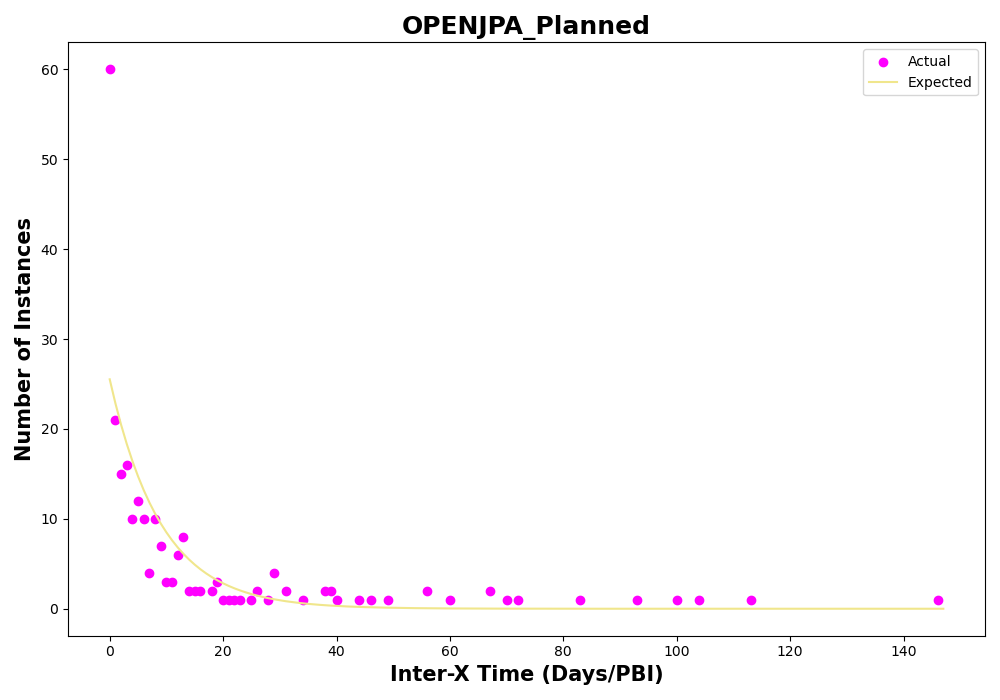 OPENJPA_Planned
Actual
Expected
Number of Instances
60
50
40
30
20
10
0
0 20 40 60 80 100 120 140
Inter-X Time (Days/PBI)